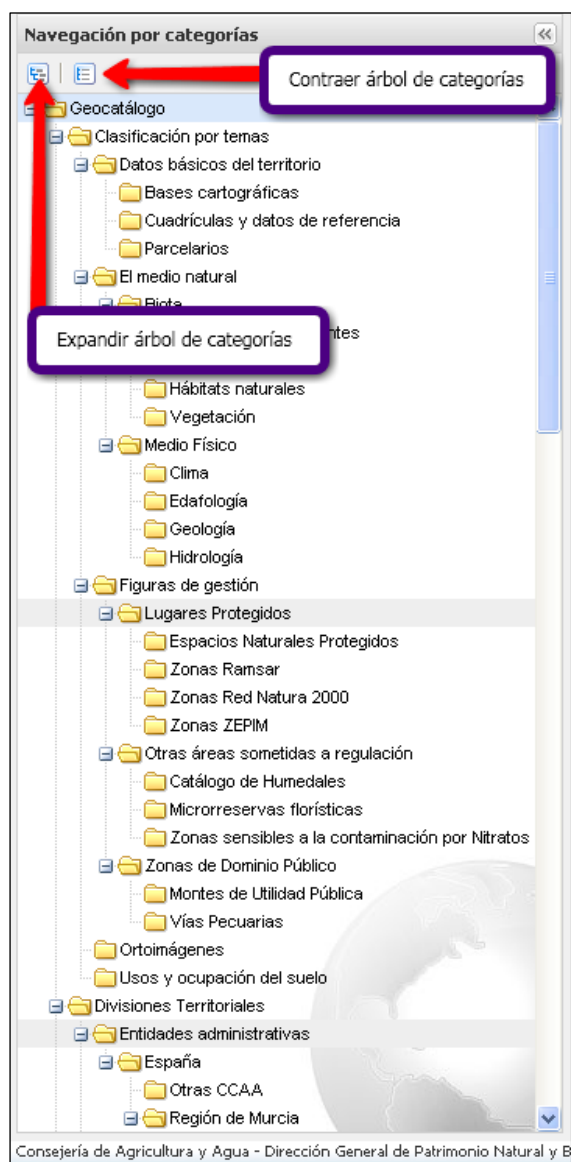 Navegación por categorías
Contraer árbol de categorías
Geocatálogo
Clasificación por temas
Datos básicos del territorio
Bases cartográficas
Cuadrículas y datos de referencia
Parcelarios
El medio natural
Biota
Expandir árbol de categorías
Hábitats naturales
Vegetación
Medio Físico
Clima
Edafología
Geología
Hidrología
Figuras de gestión
Lugares Protegidos
Espacios Naturales Protegidos
Zonas Ramsar
Zonas Red Natura 2000
Zonas ZEPIM
Otras áreas sometidas a regulación
Catálogo de Humedales
Microrreservas florísticas
Zonas sensibles a la contaminación por Nitratos
Zonas de Dominio Público
Montes de Utilidad Pública
Vías Pecuarias
Ortoimágenes
Usos y ocupación del suelo
Divisiones Territoriales
Entidades administrativas
España
Otras CCAA
Región de Murcia
Consejería de Agricultura y Agua - Dirección General de Patrimonio Natural y B